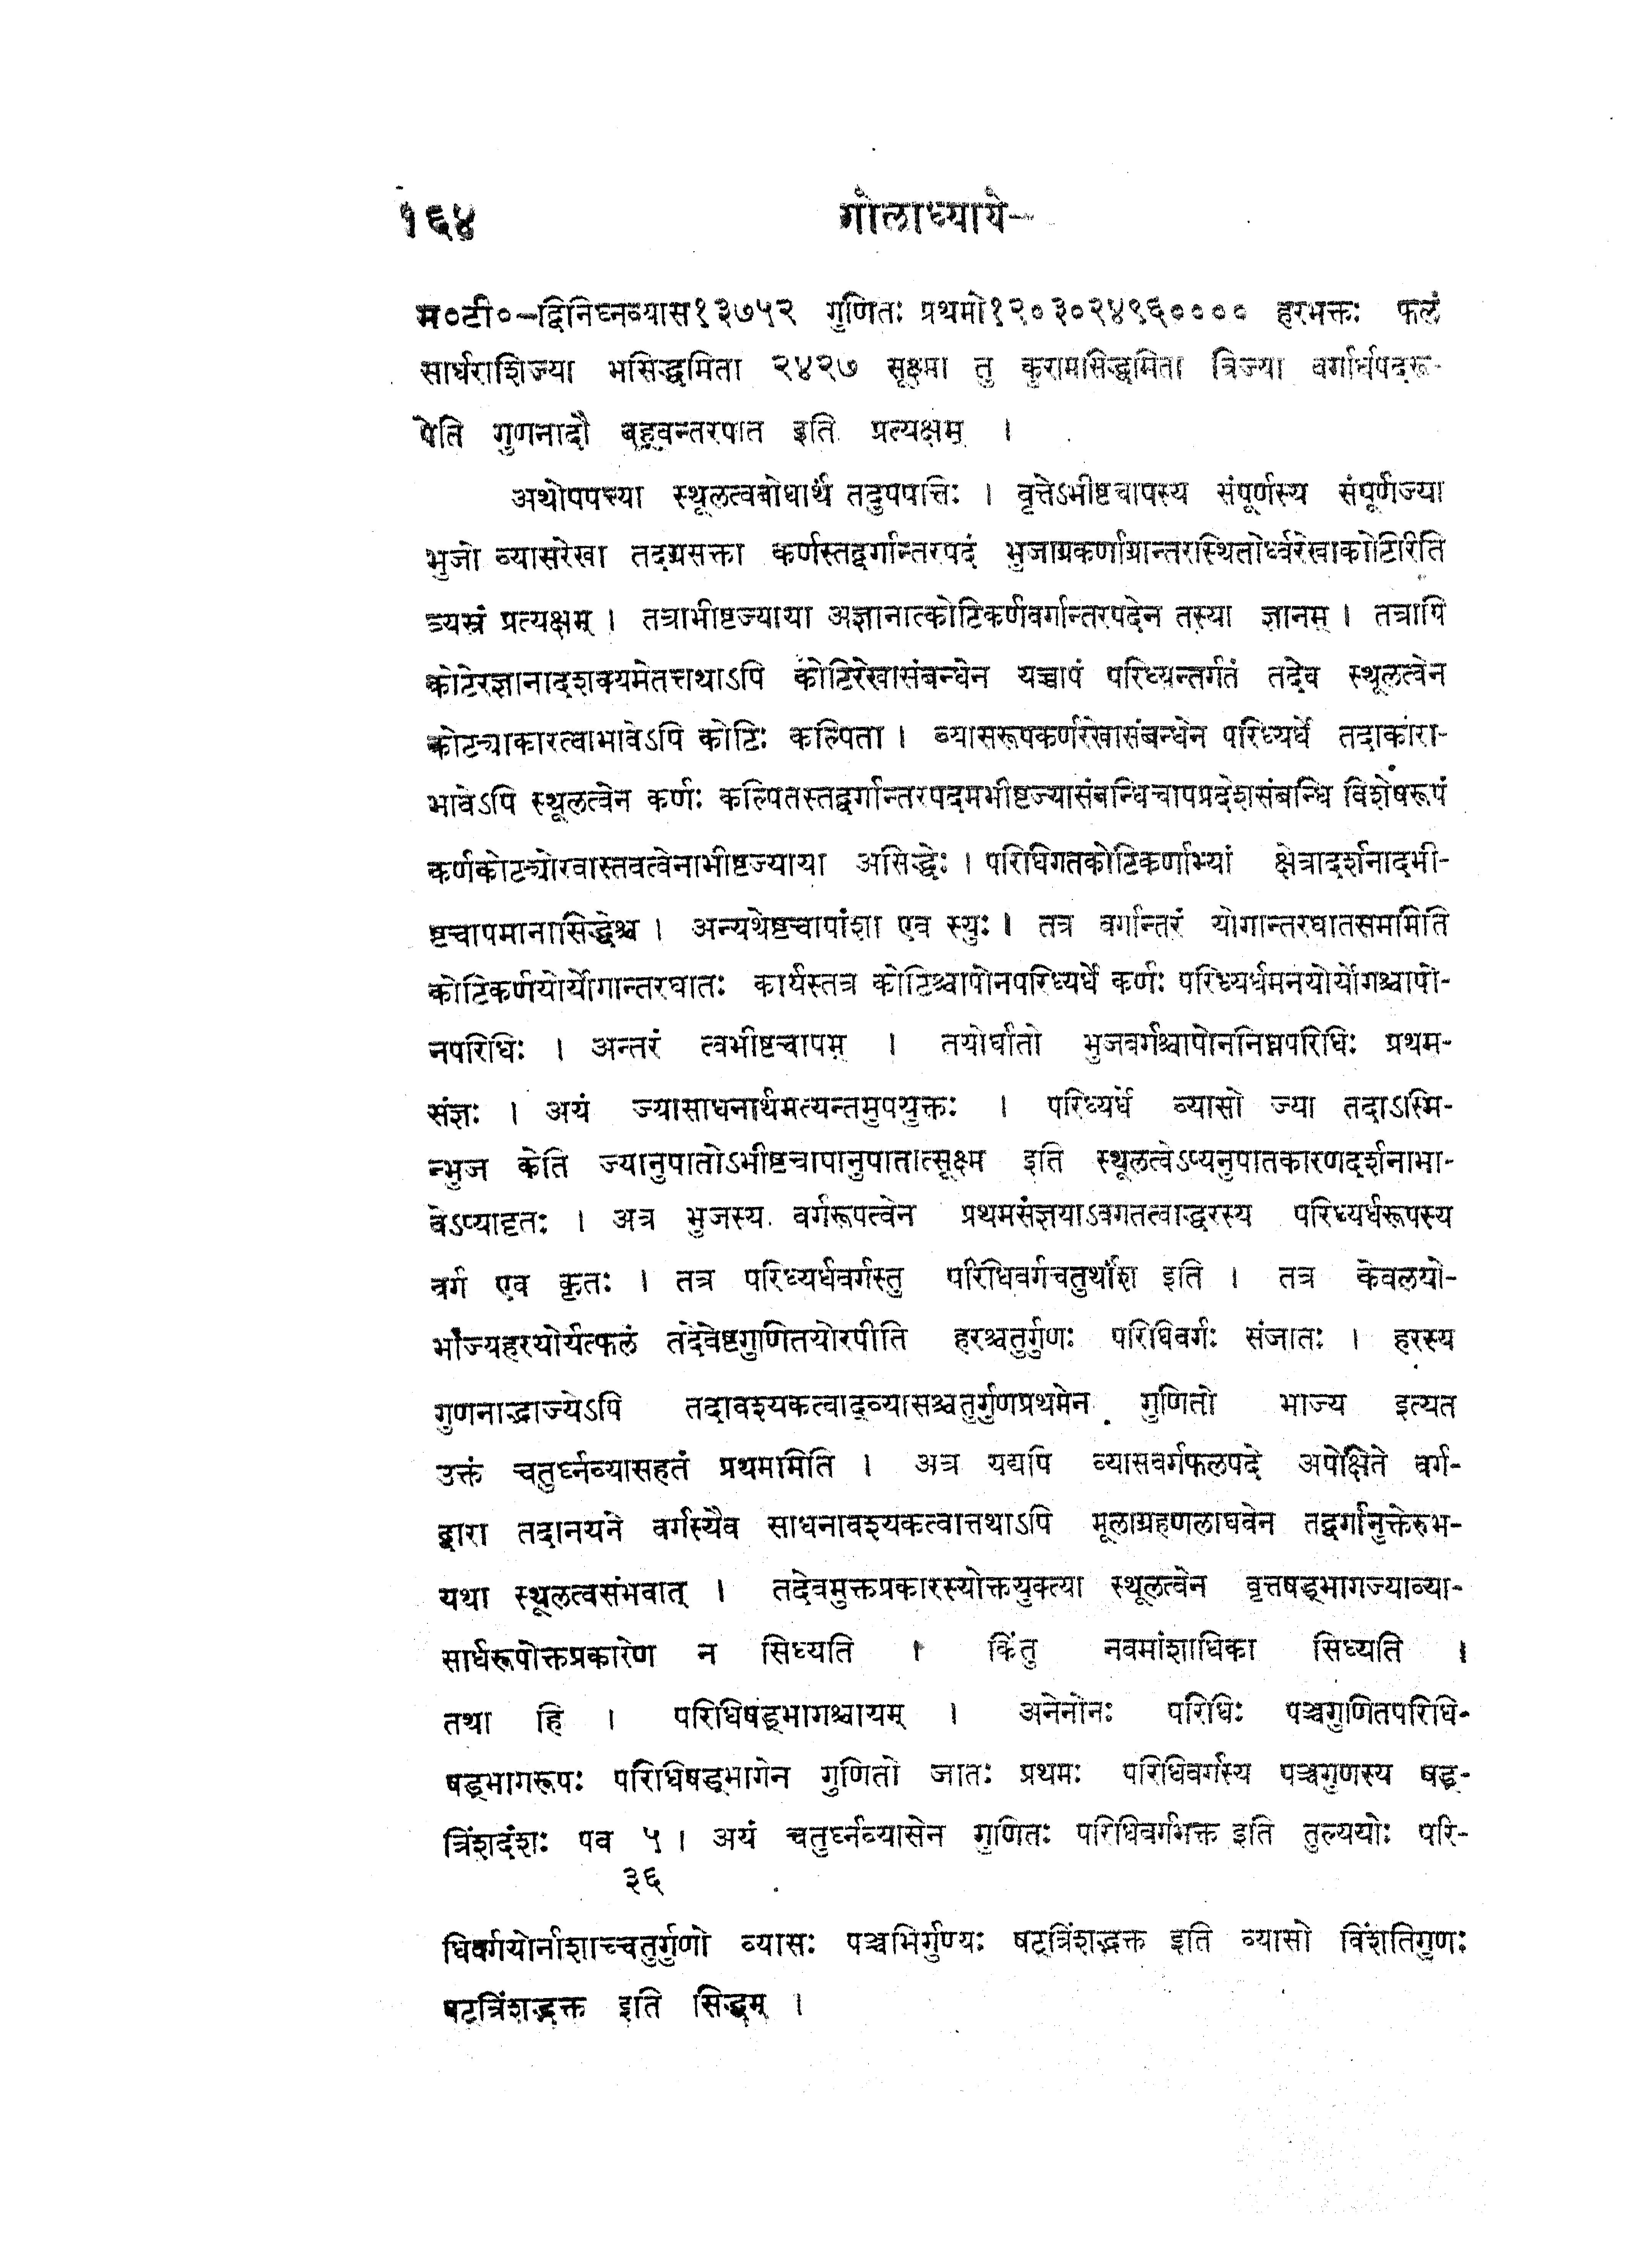 १६४ गोलाध्याये-
म०टी०-द्विनिघ्नव्यास१३७५२ गुणितः प्रथमो१२०३०२४९६०००० हरभक्तः फलं
सार्धराशिज्या भसिद्धमिता २४२७ सूक्ष्मा तु कुरामसिद्धमिता त्रिज्या वर्गार्धपदरू-
पेति गुणनादौ बह्वन्तरपात इति प्रत्यक्षम् ।
अथोपपत्त्या स्थूलत्वबोधार्थं तदुपपत्तिः । वृत्तेऽभीष्टचापस्य संपूर्णस्य संपूर्णज्या
भुजो व्यासरेखा तदग्रसक्ता कर्णस्तद्वर्गान्तरपदं भुजाग्रकर्णाग्रान्तरस्थितोर्ध्वरेखाकोटिरिति
त्र्यस्रं प्रत्यक्षम् । तत्राभीष्टज्याया अज्ञानात्कोटिकर्णवर्गान्तरपदेन तस्या ज्ञानम् । तत्रापि
कोटेरज्ञानादशक्यमेतत्तथाऽपि कोटिरेखासंबन्धेन यच्चापं परिध्यन्तर्गतं तदेव स्थूलत्वेन
कोट्याकारत्वाभावेऽपि कोटिः कल्पिता । व्यासरूपकर्णरेखासंबन्धेन परिध्यर्धे तदाकारा-
भावेऽपि स्थूलत्वेन कर्णः कल्पितस्तद्वर्गान्तरपदमभीष्टज्यासंबन्धिचापप्रदेशसंबन्धि विशेषरूपं
कर्णकोट्योरवास्तवत्वेनाभीष्टज्याया असिद्धेः । परिधिगतकोटिकर्णाभ्यां क्षेत्रादर्शनादभी-
ष्टचापमानासिद्धेश्च । अन्यथेष्टचापांशा एव स्युः । तत्र वर्गान्तरं योगान्तरघातसममिति
कोटिकर्णयोर्योगान्तरघातः कार्यस्तत्र कोटिश्चापोनपरिध्यर्धे कर्णः परिध्यर्धमनयोर्योगश्चापो-
नपरिधिः । अन्तरं त्वभीष्टचापम् । तयोर्घातो भुजवर्गश्चापोननिघ्नपरिधिः प्रथम-
संज्ञः । अयं ज्यासाधनार्थमत्यन्तमुपयुक्तः । परिध्यर्धे व्यासो ज्या तदाऽस्मि-
न्भुज केति ज्यानुपातोऽभीष्टचापानुपातात्सूक्ष्म इति स्थूलत्वेऽप्यनुपातकारणदर्शनाभा-
वेऽप्यादृतः । अत्र भुजस्य वर्गरूपत्वेन प्रथमसंज्ञयाऽवगतत्वाद्धरस्य परिध्यर्धरूपस्य
वर्ग एव कृतः । तत्र परिध्यर्धवर्गस्तु परिधिवर्गचतुर्थांश इति । तत्र केवलयो-
र्भाज्यहरयोर्यत्फलं तदेवेष्टगुणितयोरपीति हरश्चतुर्गुणः परिधिवर्गः संजातः । हरस्य
गुणनाद्भाज्येऽपि तदावश्यकत्वाद्व्यासश्चतुर्गुणप्रथमेन गुणितो भाज्य इत्यत
उक्तं चतुर्घ्नव्यासहतं प्रथममिति । अत्र यद्यपि व्यासवर्गफलपदे अपेक्षिते वर्ग-
द्वारा तदानयने वर्गस्यैव साधनावश्यकत्वात्तथाऽपि मूलाग्रहणलाघवेन तद्वर्गानुक्तेरुभ-
यथा स्थूलत्वसंभवात् । तदेवमुक्तप्रकारस्योक्तयुक्त्या स्थूलत्वेन वृत्तषड्भागज्याव्या-
सार्धरूपोक्तप्रकारेण न सिध्यति । किंतु नवमांशाधिका सिध्यति ।
तथा हि । परिधिषड्भागश्चायम् । अनेनोनः परिधिः पञ्चगुणितपरिधि-
षड्भागरूपः परिधिषड्भागेन गुणितो जातः प्रथमः परिधिवर्गस्य पञ्चगुणस्य षड्-
त्रिंशदंशः पव ५ । अयं चतुर्घ्नव्यासेन गुणितः परिधिवर्गभक्त इति तुल्ययोः परि-
३६
धिवर्गयोर्नाशाच्चतुर्गुणो व्यासः पञ्चभिर्गुण्यः षट्त्रिंशद्भक्त इति व्यासो विंशतिगुणः
षट्त्रिंशद्भक्त इति सिद्धम् ।